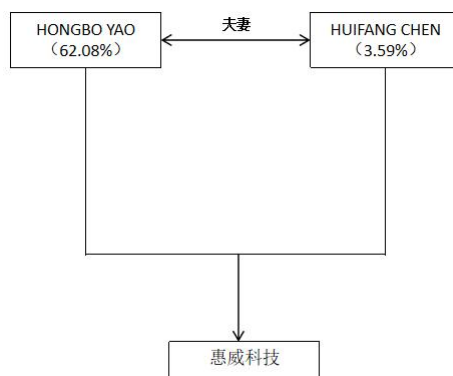 HONGBO YAO
（62.08%）
夫妻
HUIFANG CHEN
（3.59%）
惠威科技